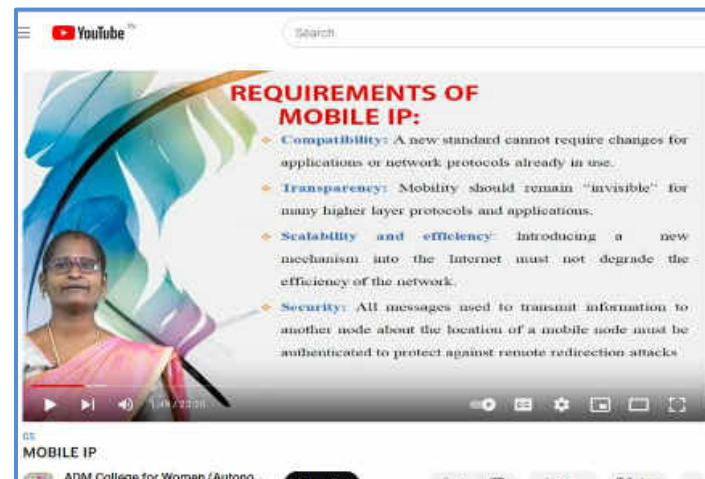 YouTube IN
Search
REQUIREMENTS OF
MOBILE IP:
Compatibility: A new standard cannot require changes for
applications or network protocols already in use.
Transparency: Mobility should remain "invisible" for
many higher layer protocols and applications.
Scalability and efficiency: Introducing a new
mechanism into the Internet must not degrade the
efficiency of the network.
Security: All messages used to transmit information to
another node about the location of a mobile node must be
authenticated to protect against remote redirection attacks
CC
MOBILE IP
ADM College for Women (Autono...